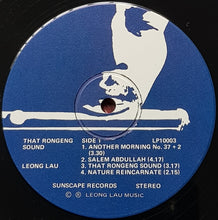 THAT RONGENG SOUND
SIDE 1
LP10003
1. ANOTHER MORNING No. 37 + 2 (3.30)
2. SALEM ABDULLAH (4.17)
LEONG LAU
3. THAT RONGENG SOUND (3.17)
4. NATURE REINCARNATE (2.15)
SUNSCAPE RECORDS
STEREO
© ℗ LEONG LAU MUSIC